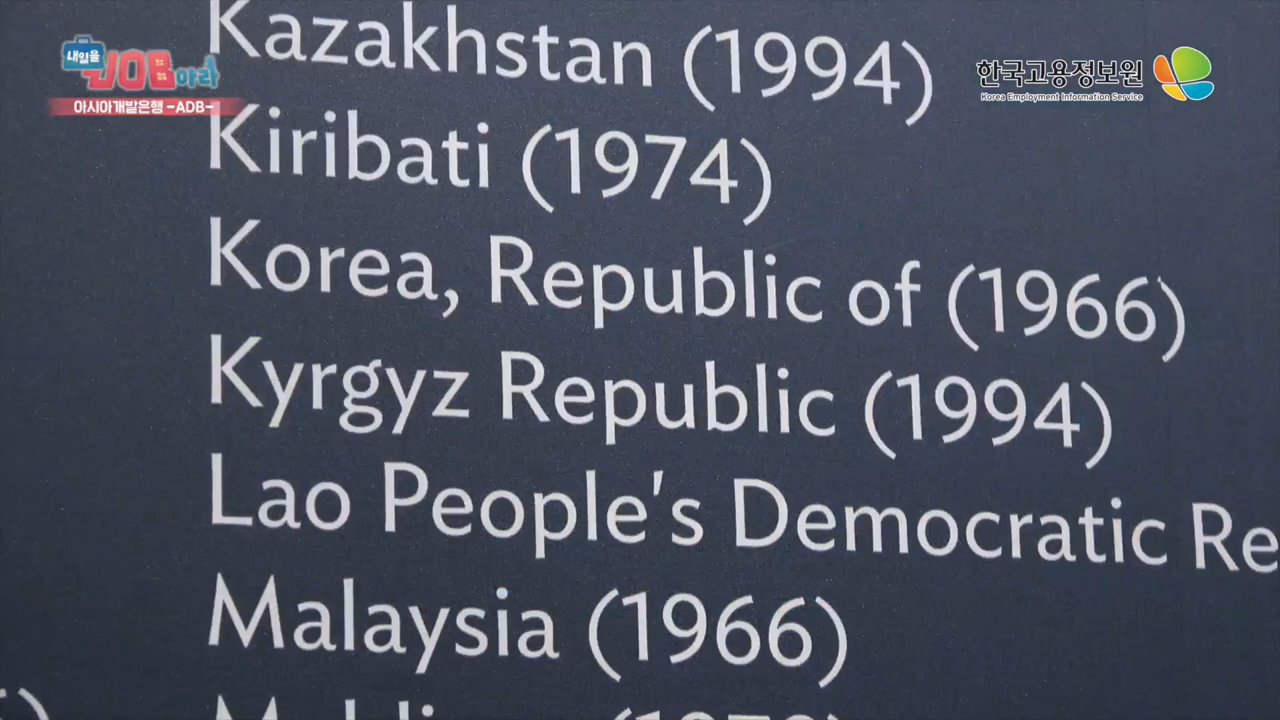 내일을
JOB아라
아시아개발은행 -ADB-
한국고용정보원
Korea Employment Information Service
Kazakhstan (1994)
Kiribati (1974)
Korea, Republic of (1966)
Kyrgyz Republic (1994)
Lao People's Democratic Re
Malaysia (1966)